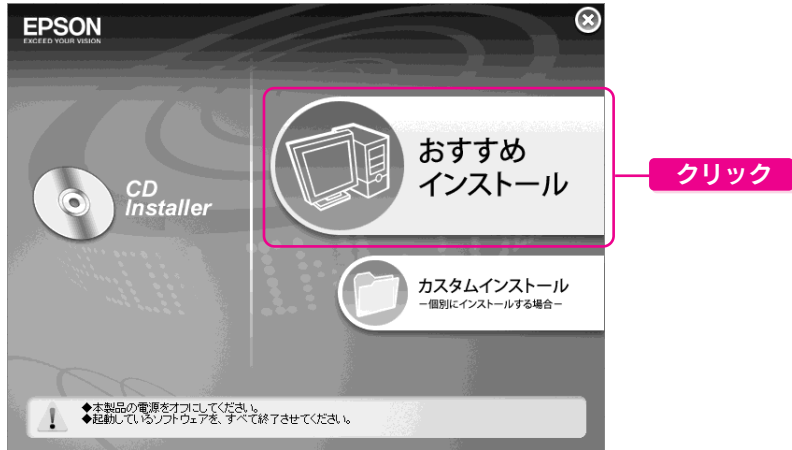 EPSON
EXCEED YOUR VISION
おすすめ
インストール
クリック
CD
Installer
カスタムインストール
－個別にインストールする場合－
◆本製品の電源をオフにしてください。
◆起動しているソフトウェアを、すべて終了させてください。